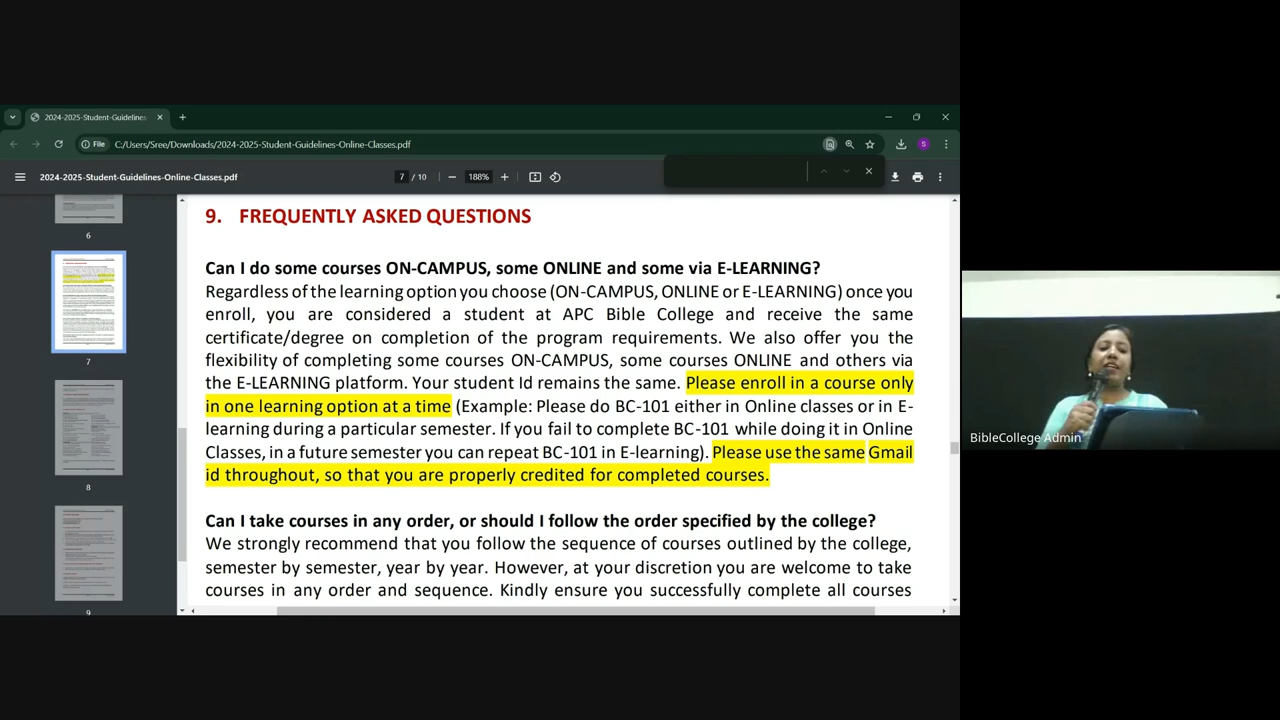 2024-2025-Student-Guidelines-
File
C:/Users/Sree/Downloads/2024-2025-Student-Guidelines-Online-Classes.pdf
S
2024-2025-Student-Guidelines-Online-Classes.pdf
7 / 10
188%
6
7
8
9
9. FREQUENTLY ASKED QUESTIONS
Can I do some courses ON-CAMPUS, some ONLINE and some via E-LEARNING?
Regardless of the learning option you choose (ON-CAMPUS, ONLINE or E-LEARNING) once you
enroll, you are considered a student at APC Bible College and receive the same
certificate/degree on completion of the program requirements. We also offer you the
flexibility of completing some courses ON-CAMPUS, some courses ONLINE and others via
the E-LEARNING platform. Your student Id remains the same. Please enroll in a course only
in one learning option at a time (Example: Please do BC-101 either in Online classes or in E-
learning during a particular semester. If you fail to complete BC-101 while doing it in Online
Classes, in a future semester you can repeat BC-101 in E-learning). Please use the same Gmail
id throughout, so that you are properly credited for completed courses.
Can I take courses in any order, or should I follow the order specified by the college?
We strongly recommend that you follow the sequence of courses outlined by the college,
semester by semester, year by year. However, at your discretion you are welcome to take
courses in any order and sequence. Kindly ensure you successfully complete all courses
BibleCollege Admin